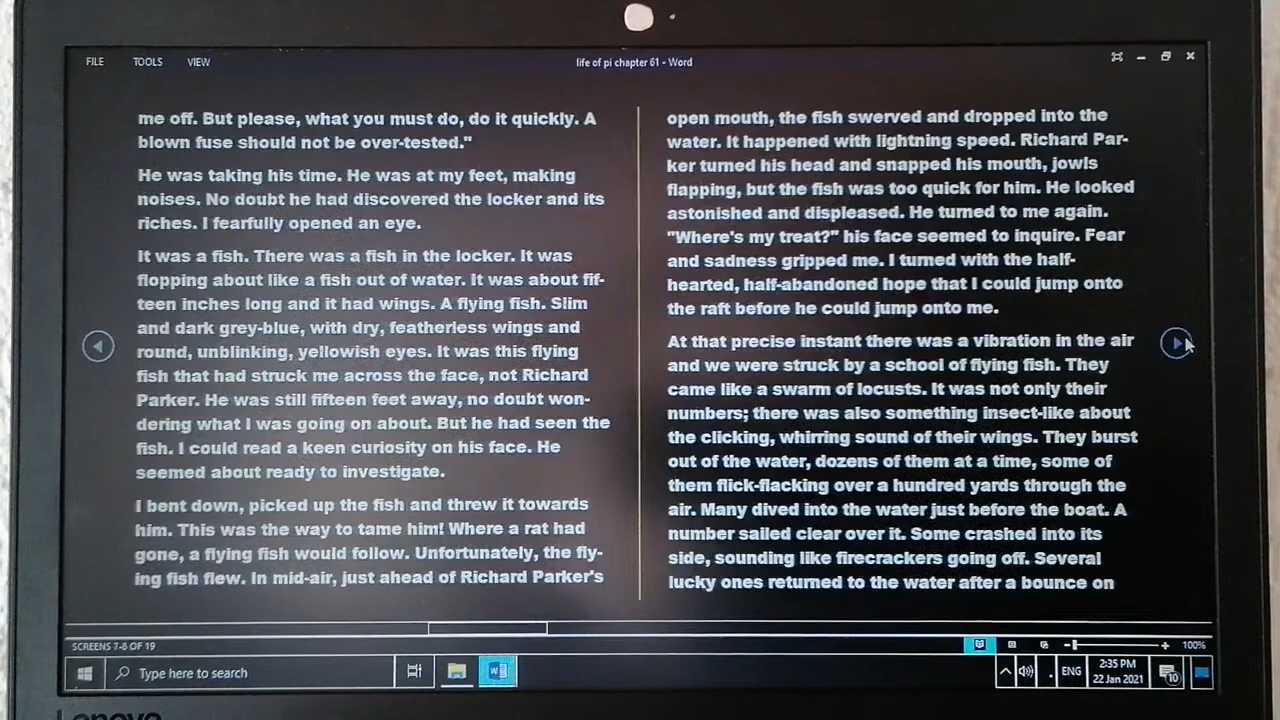 FILE TOOLS VIEW life of pi chapter 61 - Word
me off. But please, what you must do, do it quickly. A
blown fuse should not be over-tested."
He was taking his time. He was at my feet, making
noises. No doubt he had discovered the locker and its
riches. I fearfully opened an eye.
It was a fish. There was a fish in the locker. It was
flopping about like a fish out of water. It was about fif-
teen inches long and it had wings. A flying fish. Slim
and dark grey-blue, with dry, featherless wings and
round, unblinking, yellowish eyes. It was this flying
fish that had struck me across the face, not Richard
Parker. He was still fifteen feet away, no doubt won-
dering what I was going on about. But he had seen the
fish. I could read a keen curiosity on his face. He
seemed about ready to investigate.
I bent down, picked up the fish and threw it towards
him. This was the way to tame him! Where a rat had
gone, a flying fish would follow. Unfortunately, the fly-
ing fish flew. In mid-air, just ahead of Richard Parker's
open mouth, the fish swerved and dropped into the
water. It happened with lightning speed. Richard Par-
ker turned his head and snapped his mouth, jowls
flapping, but the fish was too quick for him. He looked
astonished and displeased. He turned to me again.
"Where's my treat?" his face seemed to inquire. Fear
and sadness gripped me. I turned with the half-
hearted, half-abandoned hope that I could jump onto
the raft before he could jump onto me.
At that precise instant there was a vibration in the air
and we were struck by a school of flying fish. They
came like a swarm of locusts. It was not only their
numbers; there was also something insect-like about
the clicking, whirring sound of their wings. They burst
out of the water, dozens of them at a time, some of
them flick-flacking over a hundred yards through the
air. Many dived into the water just before the boat. A
number sailed clear over it. Some crashed into its
side, sounding like firecrackers going off. Several
lucky ones returned to the water after a bounce on
SCREENS 7-8 OF 19
100%
Type here to search
ENG
2:35 PM
22 Jan 2021
10
Lenovo